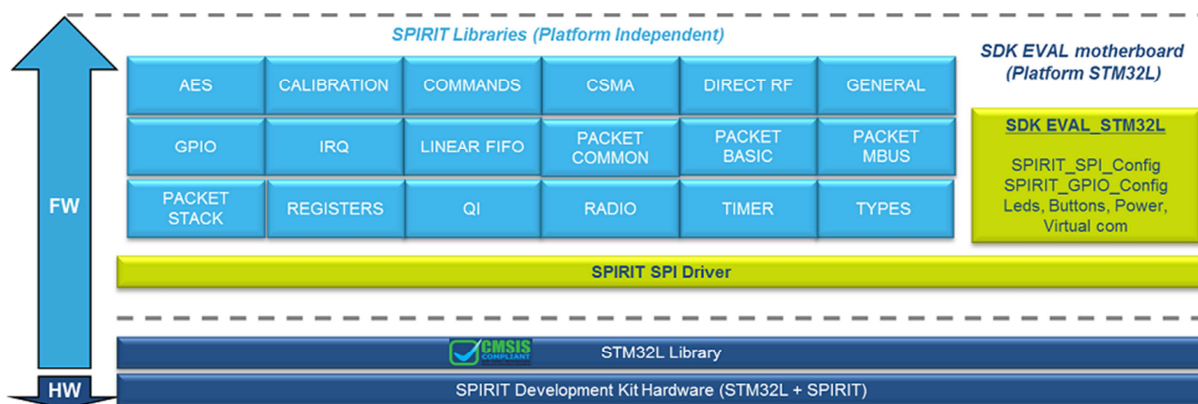 SPIRIT Libraries (Platform Independent)
SDK EVAL motherboard
(Platform STM32L)
AES
CALIBRATION
COMMANDS
CSMA
DIRECT RF
GENERAL
GPIO
IRQ
LINEAR FIFO
PACKET
COMMON
PACKET
BASIC
PACKET
MBUS
PACKET
STACK
REGISTERS
QI
RADIO
TIMER
TYPES
SDK EVAL_STM32L
SPIRIT_SPI_Config
SPIRIT_GPIO_Config
Leds, Buttons, Power,
Virtual com
FW
SPIRIT SPI Driver
CMSIS
COMPLIANT
STM32L Library
HW
SPIRIT Development Kit Hardware (STM32L + SPIRIT)